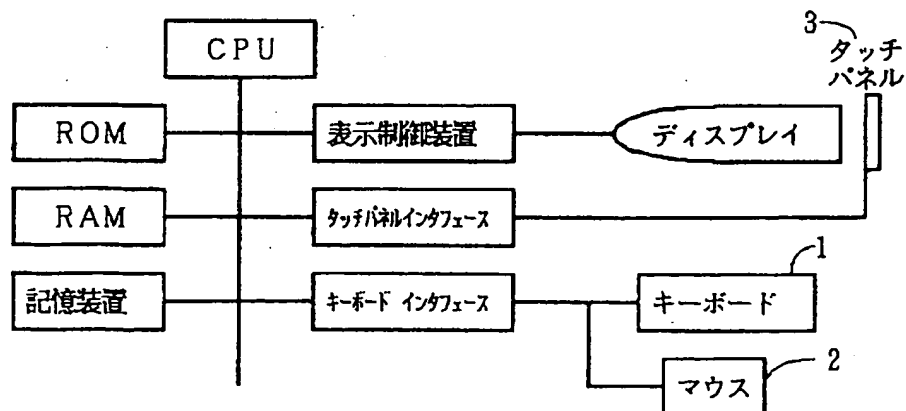 CPU
3
タッチ
パネル
ROM
表示制御装置
ディスプレイ
RAM
タッチパネルインタフェース
1
記憶装置
キーボード インタフェース
キーボード
2
マウス